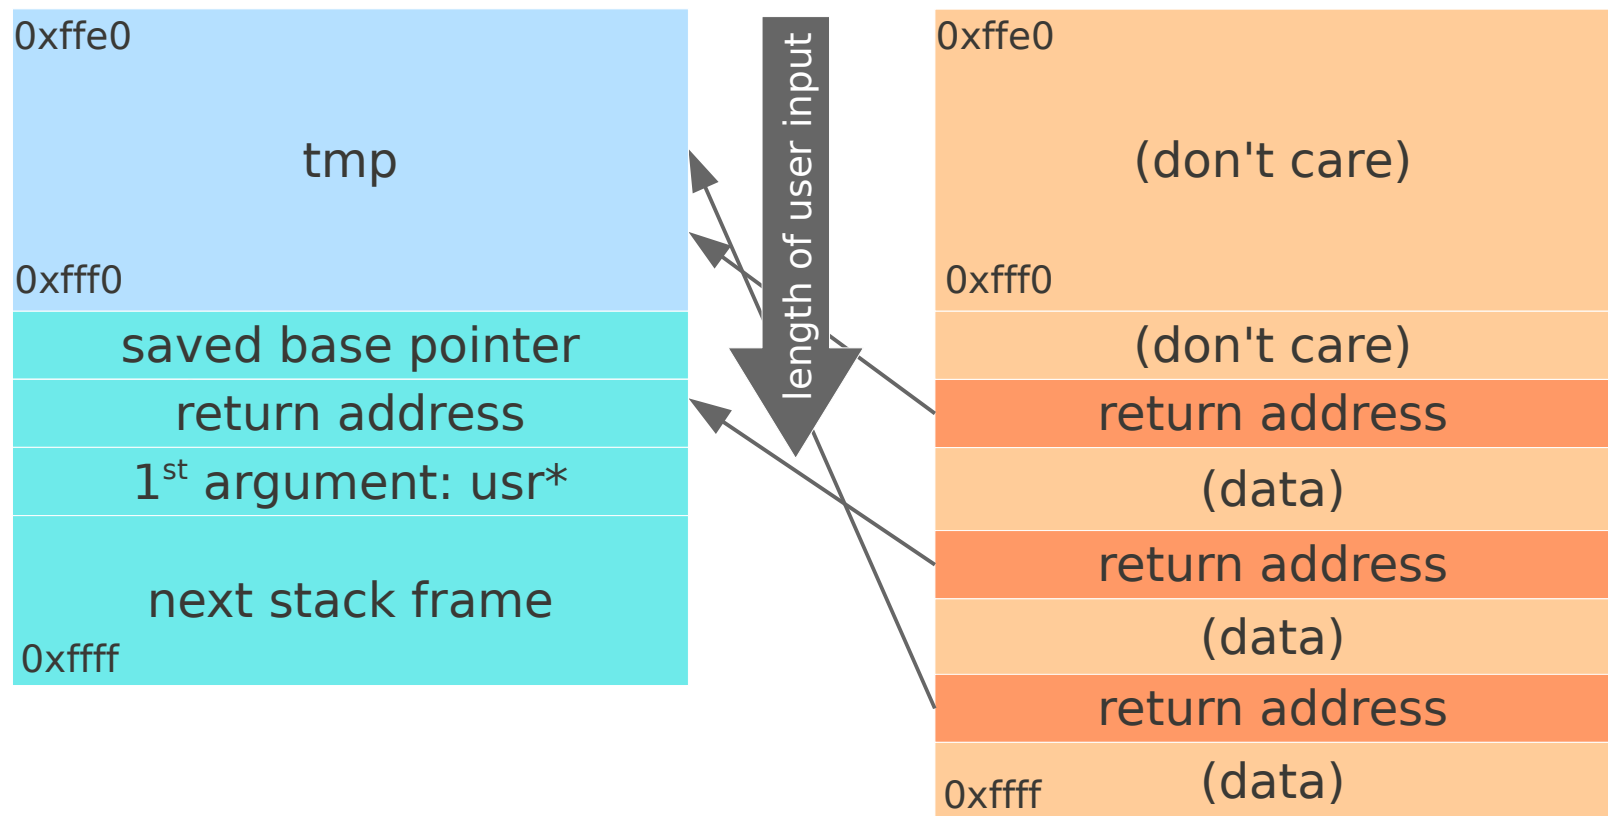 0xffe0
tmp
0xfff0
saved base pointer
return address
1st argument: usr*
next stack frame
0xffff
length of user input
0xffe0
(don't care)
0xfff0
(don't care)
return address
(data)
return address
(data)
return address
(data)
0xffff